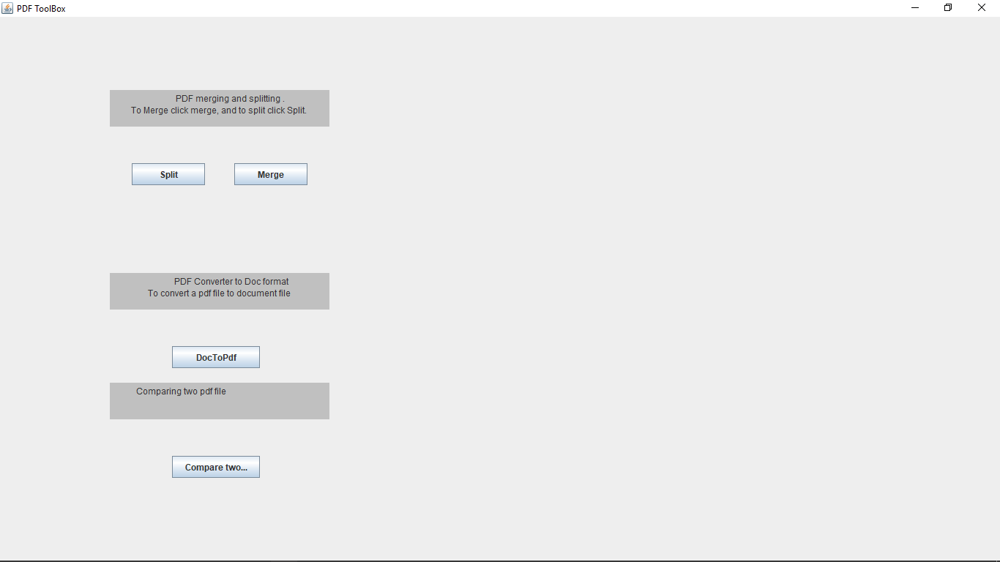 PDF ToolBox
PDF merging and splitting .
To Merge click merge, and to split click Split.
Split
Merge
PDF Converter to Doc format
To convert a pdf file to document file
DocToPdf
Comparing two pdf file
Compare two...